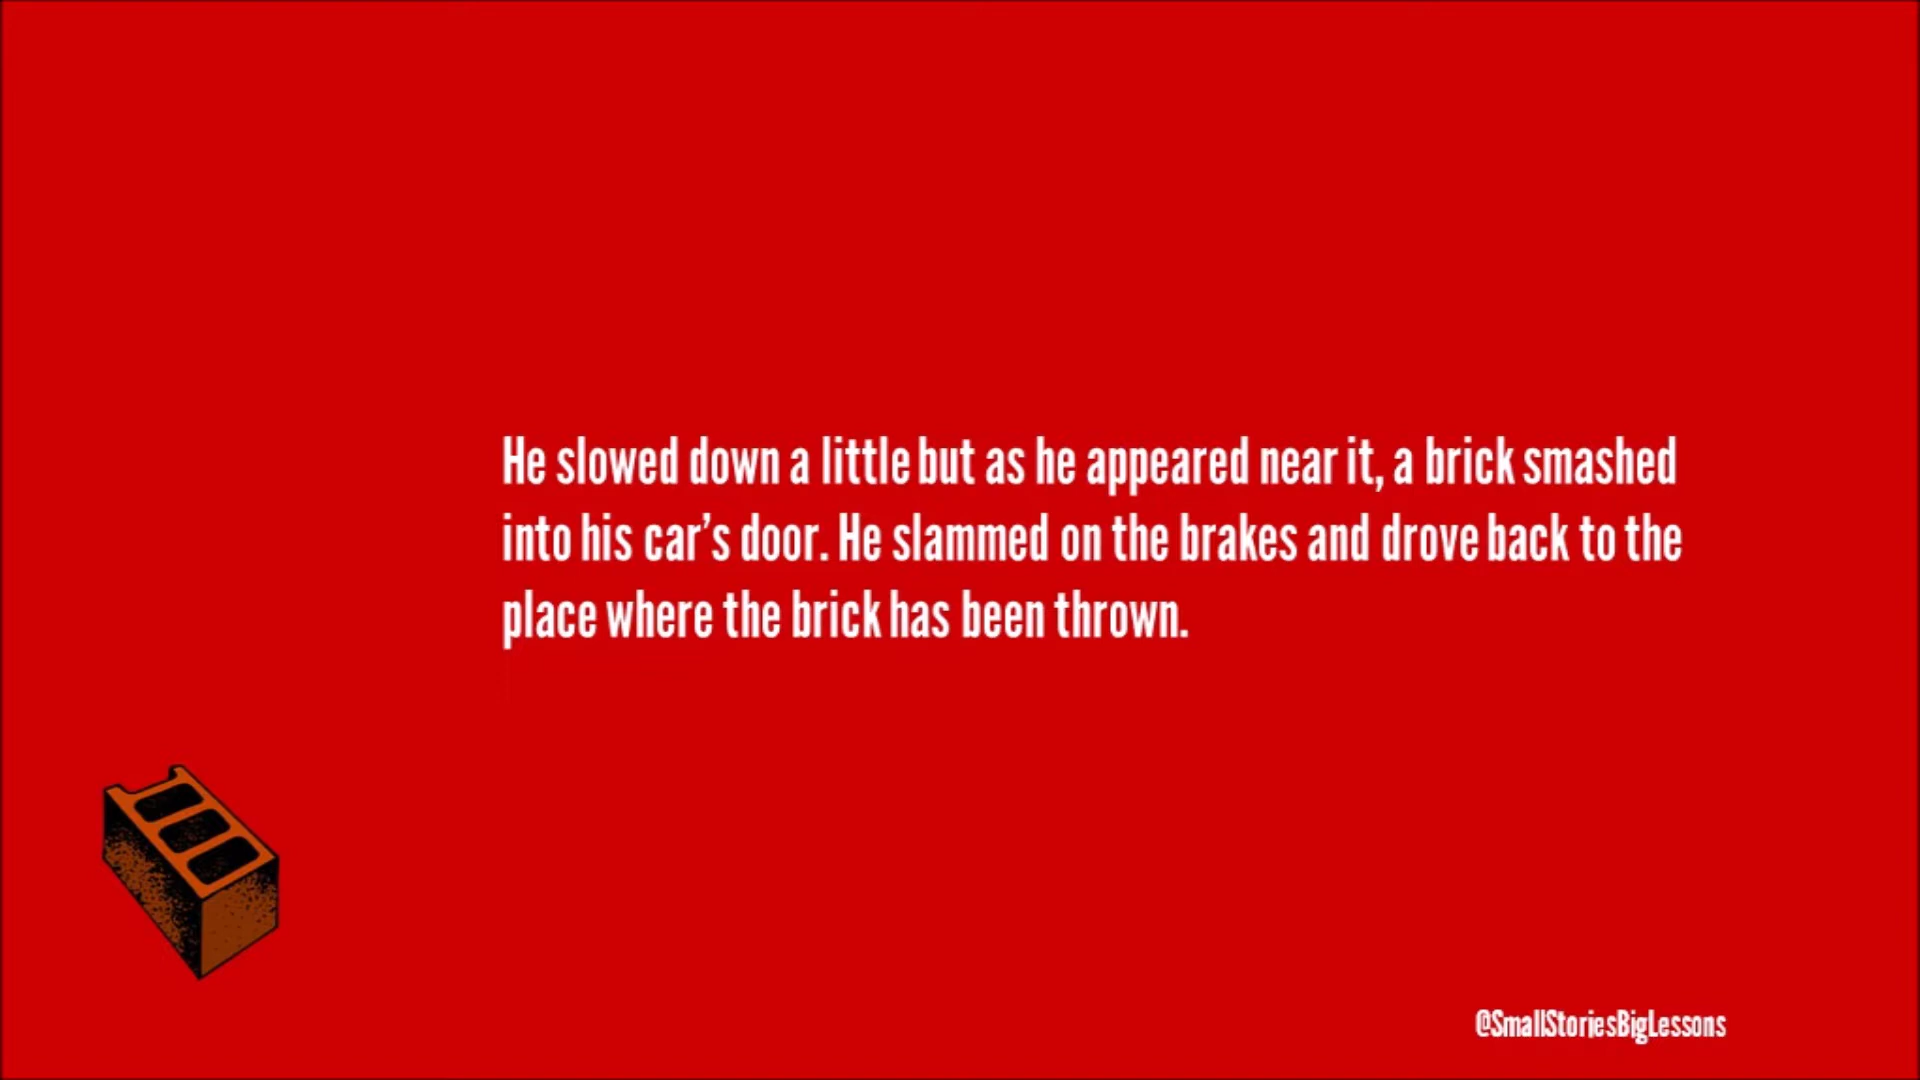 He slowed down a little but as he appeared near it, a brick smashed
into his car’s door. He slammed on the brakes and drove back to the
place where the brick has been thrown.
@SmallStoriesBigLessons